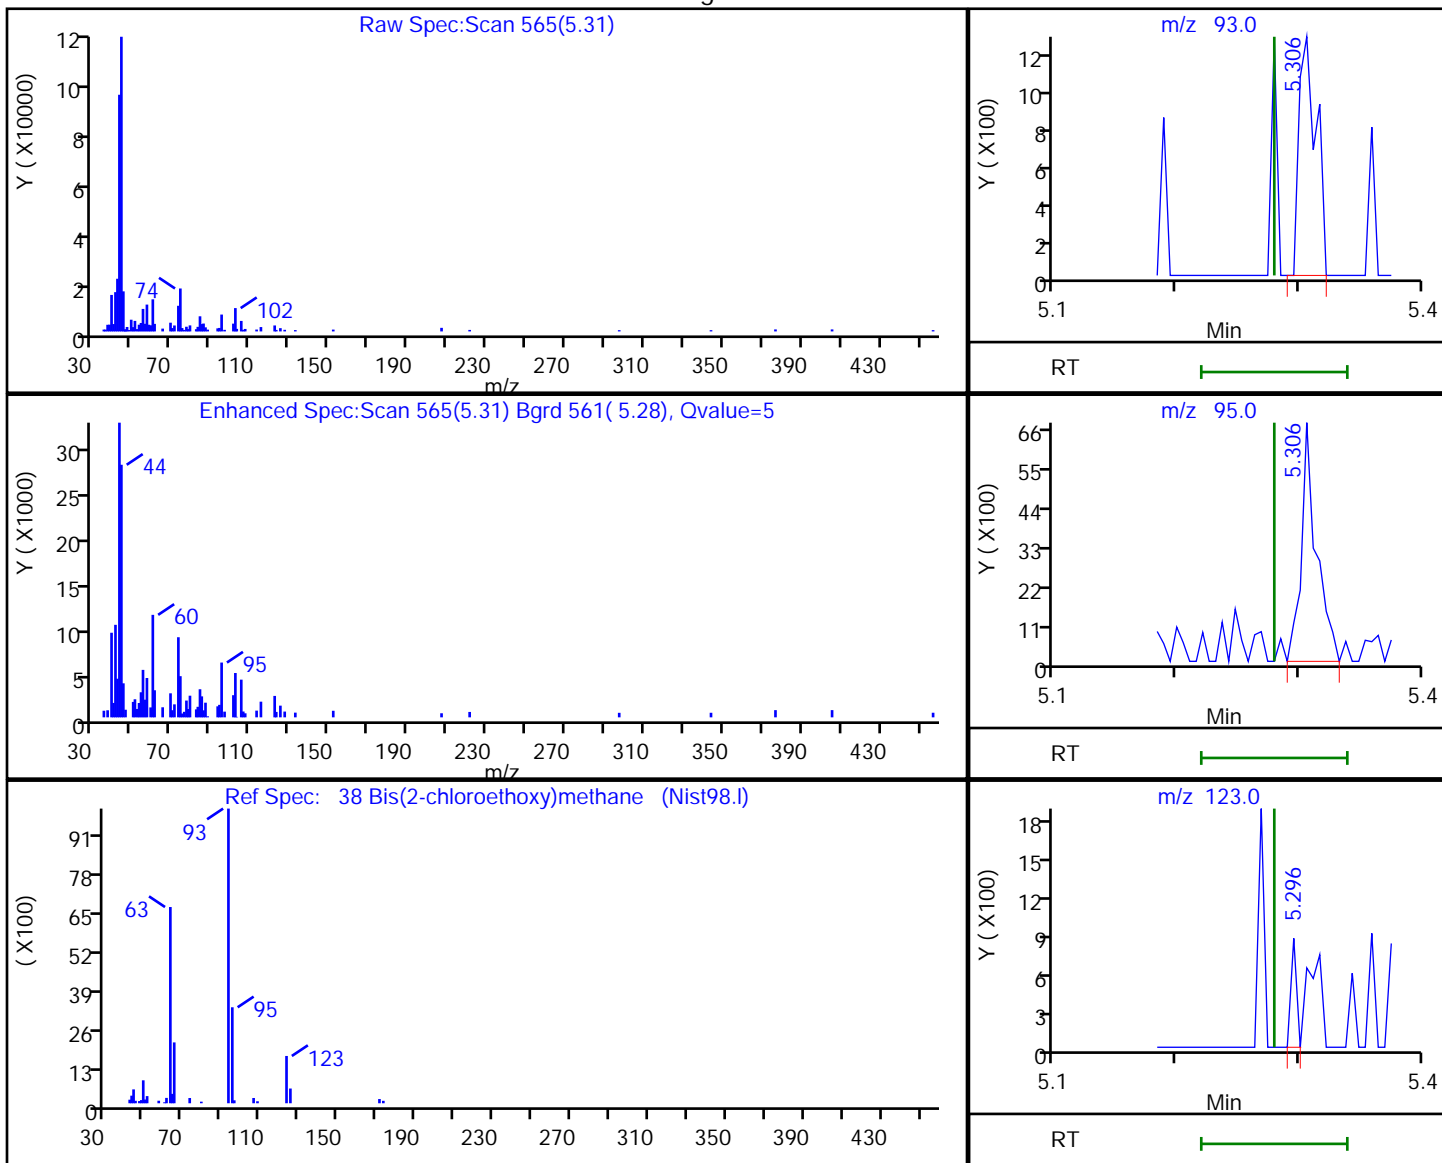 Raw Spec:Scan 565(5.31)
Y ( X10000)
12
10
8
6
4
2
0
74
102
30 70 110 150 190 230 270 310 350 390 430
m/z
m/z 93.0
Y ( X100)
12
10
8
6
4
2
0
5.306
5.1 5.4
Min
RT
Enhanced Spec:Scan 565(5.31) Bgrd 561( 5.28), Qvalue=5
Y ( X1000)
30
25
20
15
10
5
0
44
60
95
30 70 110 150 190 230 270 310 350 390 430
m/z
m/z 95.0
Y ( X100)
66
55
44
33
22
11
0
5.306
5.1 5.4
Min
RT
Ref Spec: 38 Bis(2-chloroethoxy)methane (Nist98.l)
( X100)
91
78
65
52
39
26
13
0
93
63
95
123
30 70 110 150 190 230 270 310 350 390 430
m/z 123.0
Y ( X100)
18
15
12
9
6
3
0
5.296
5.1 5.4
Min
RT